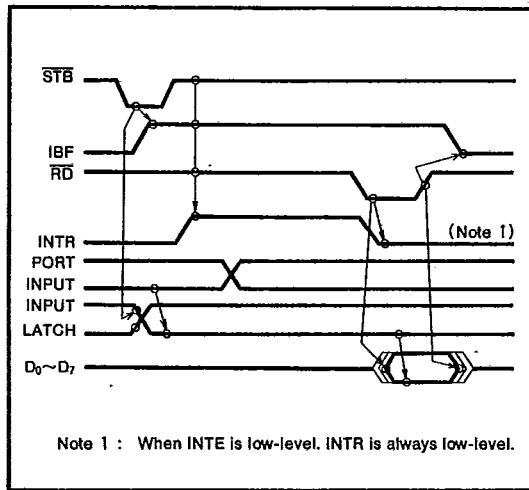 STB
IBF
RD
INTR
(Note 1)
PORT
INPUT
INPUT
LATCH
D₀~D₇
Note 1 : When INTE is low-level. INTR is always low-level.